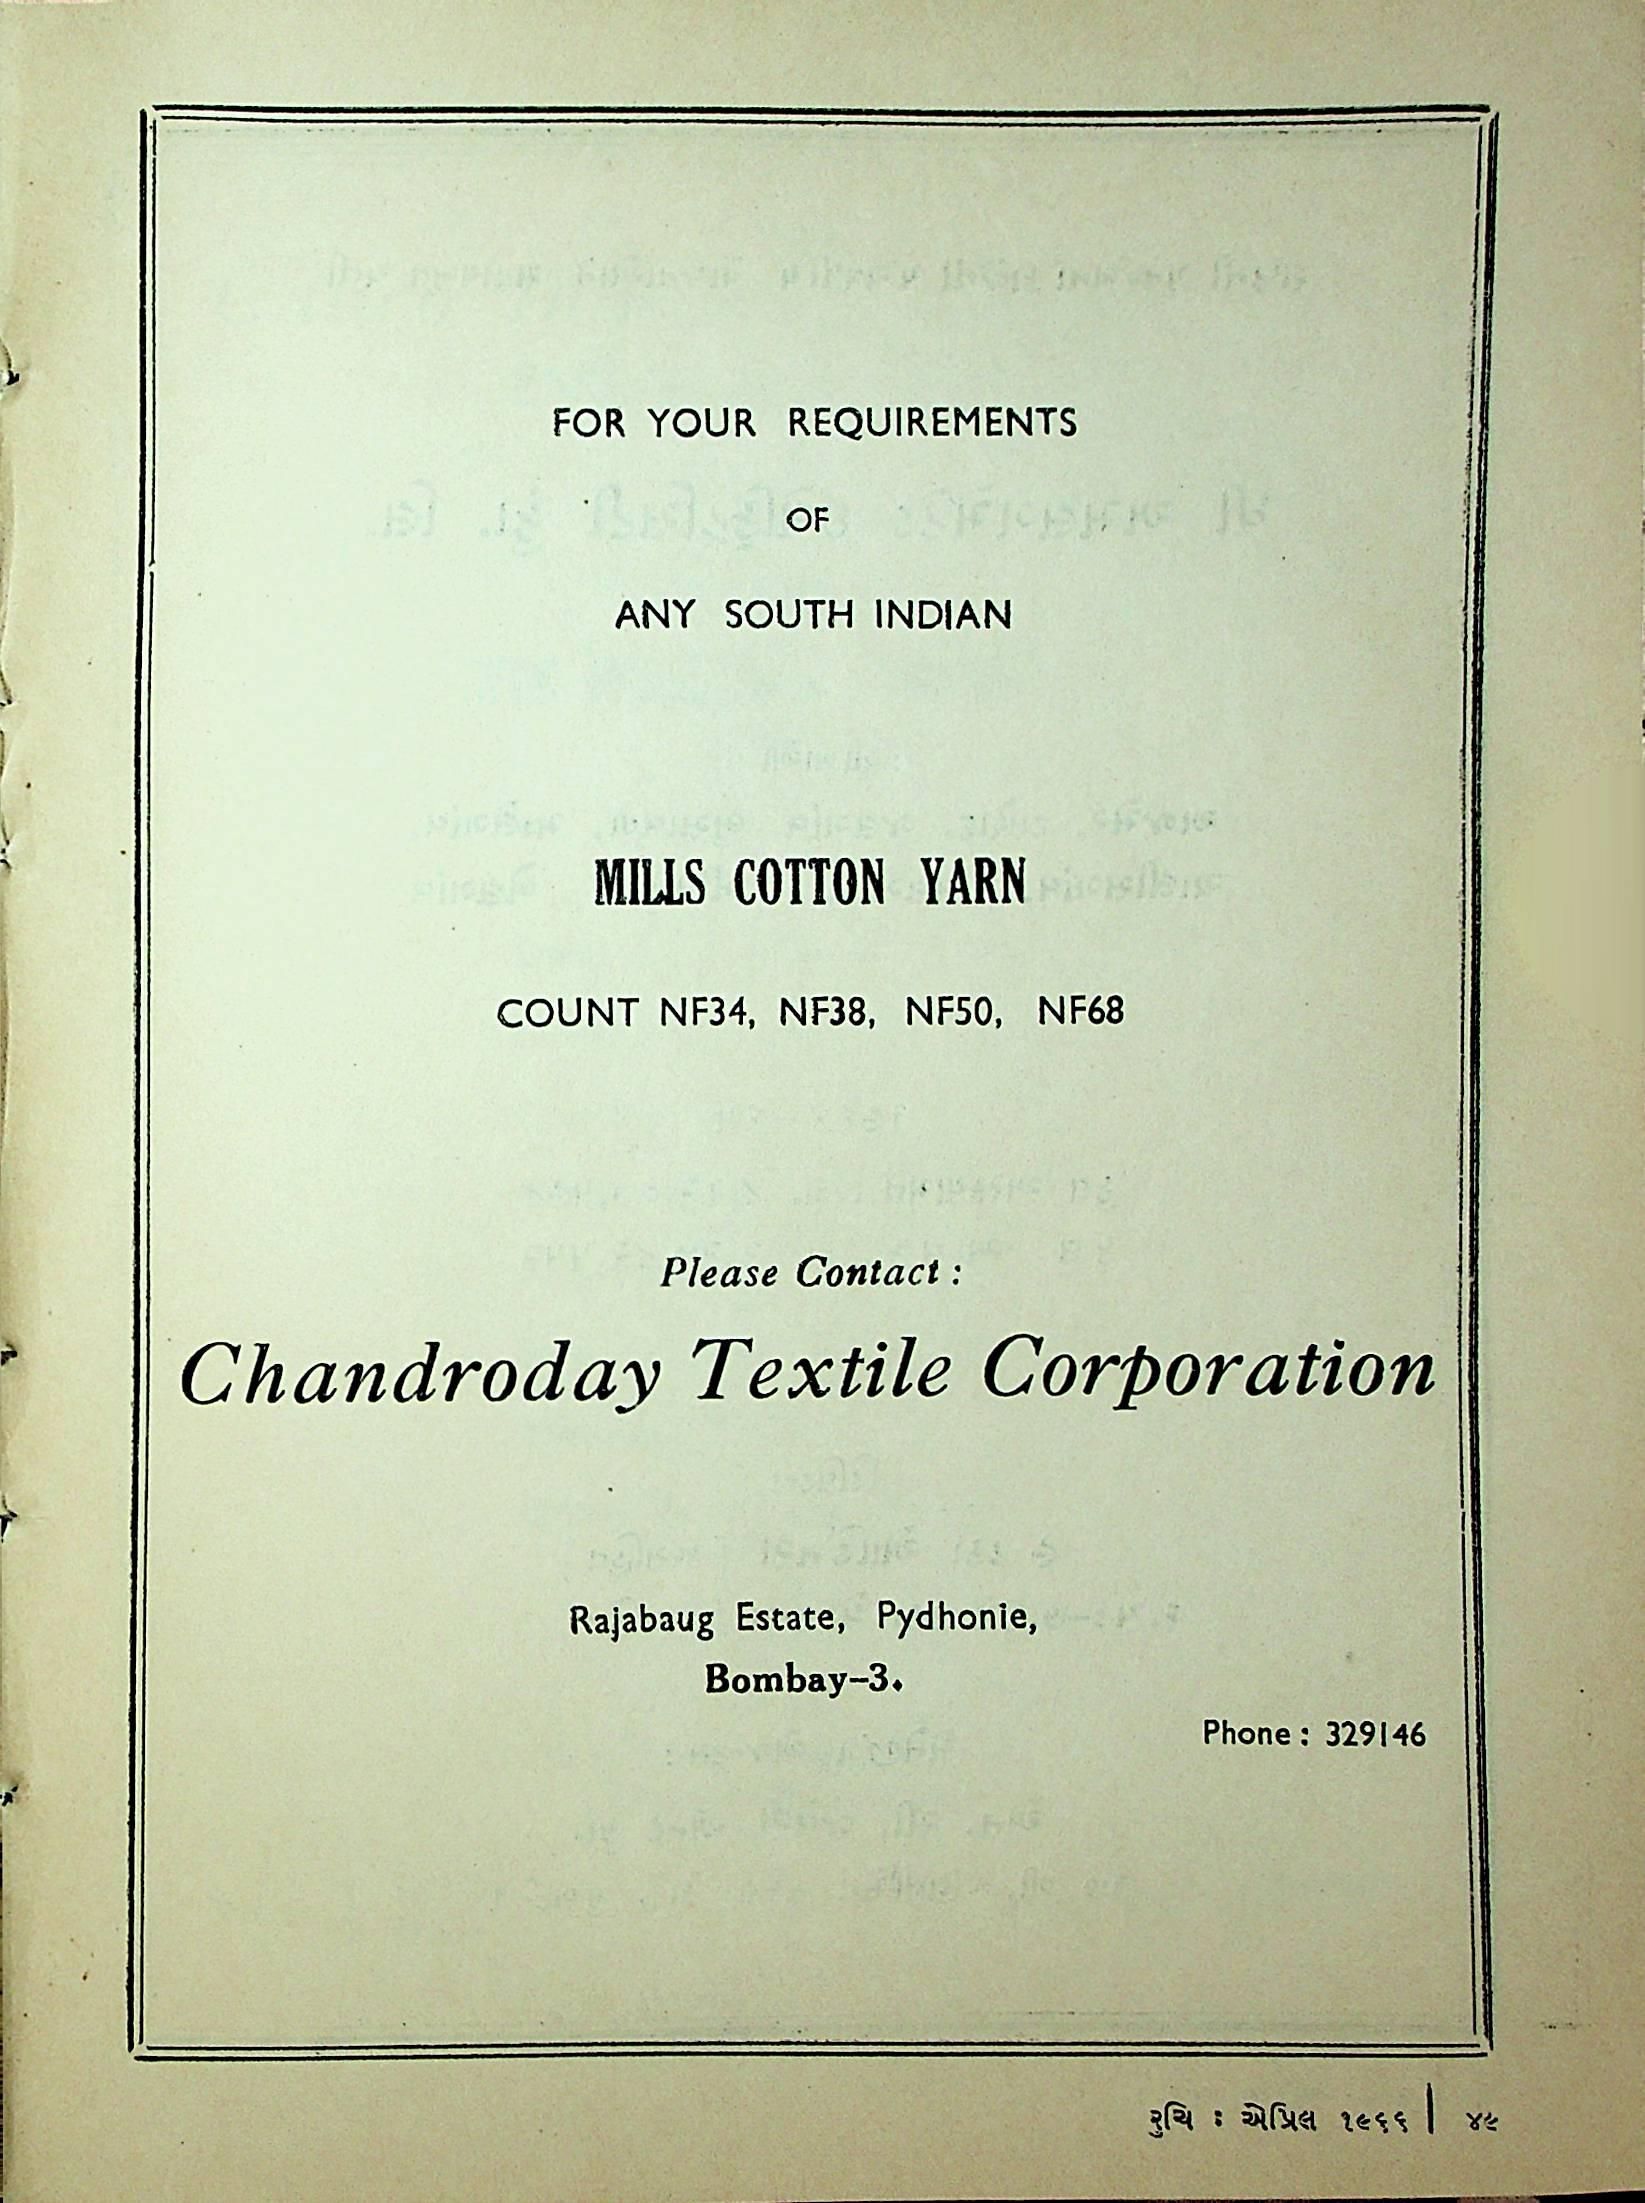 FOR YOUR REQUIREMENTS
OF
ANY SOUTH INDIAN
MILLS COTTON YARN
COUNT NF34, NF38, NF50, NF68
Please Contact :
Chandroday Textile Corporation
Rajabaug Estate, Pydhonie,
Bombay-3.
Phone : 329146
રુચિ : એપ્રિલ ૧૯૬૬ | ૪૯